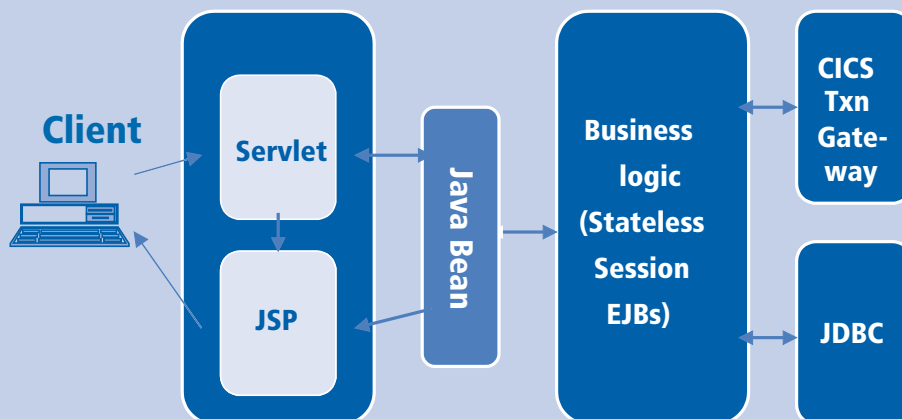 Client
Servlet
JSP
Java Bean
Business
logic
(Stateless
Session
EJBs)
CICS
Txn
Gate-
way
JDBC